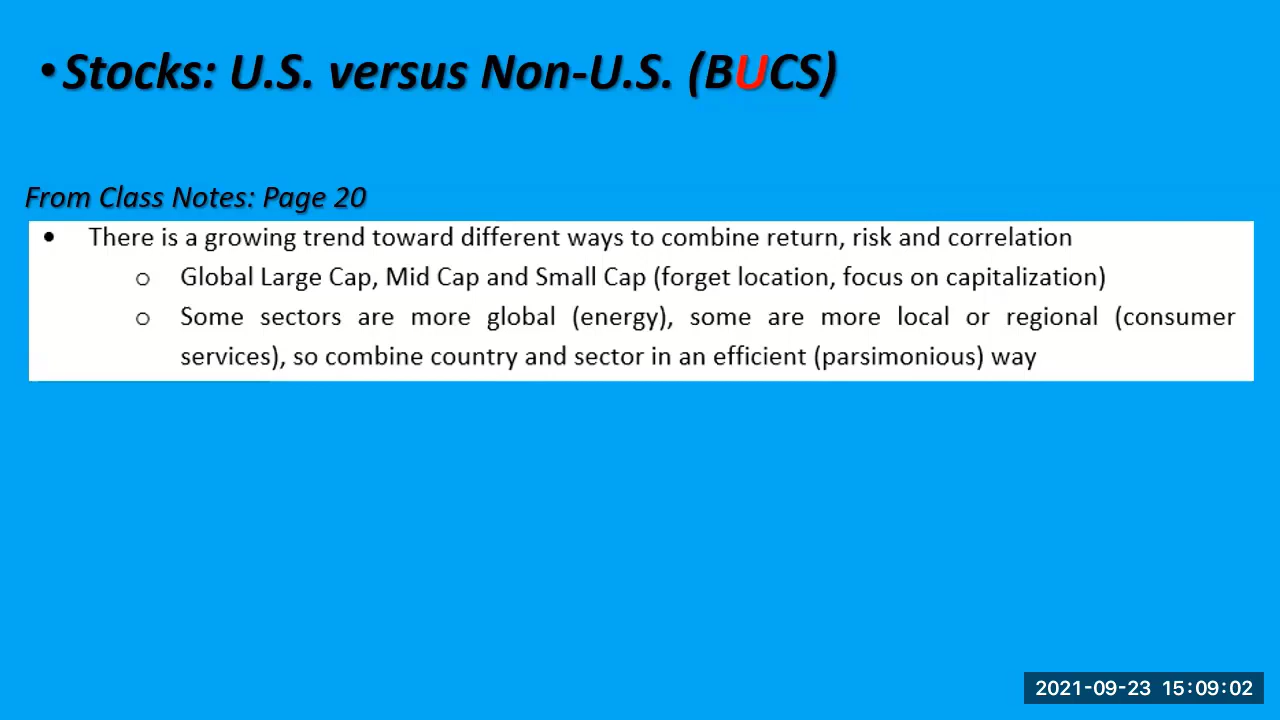 •Stocks: U.S. versus Non-U.S. (BUCS)
From Class Notes: Page 20
• There is a growing trend toward different ways to combine return, risk and correlation
o Global Large Cap, Mid Cap and Small Cap (forget location, focus on capitalization)
o Some sectors are more global (energy), some are more local or regional (consumer
services), so combine country and sector in an efficient (parsimonious) way
2021-09-23 15:09:02